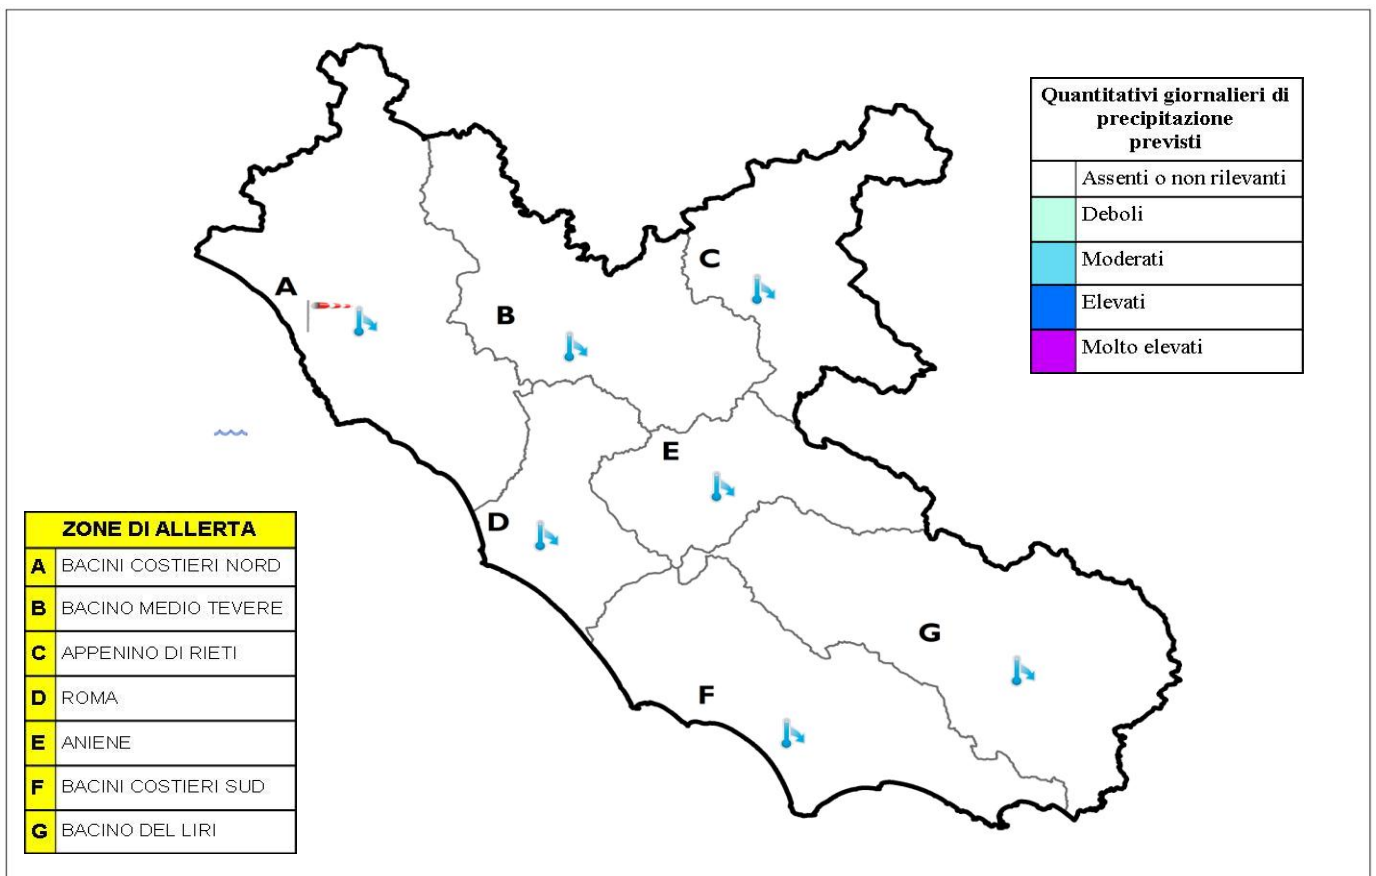 Quantitativi giornalieri di
precipitazione
previsti
Assenti o non rilevanti
Deboli
Moderati
Elevati
Molto elevati
A
B
C
D
E
F
G
ZONE DI ALLERTA
A BACINI COSTIERI NORD
B BACINO MEDIO TEVERE
C APPENINO DI RIETI
D ROMA
E ANIENE
F BACINI COSTIERI SUD
G BACINO DEL LIRI